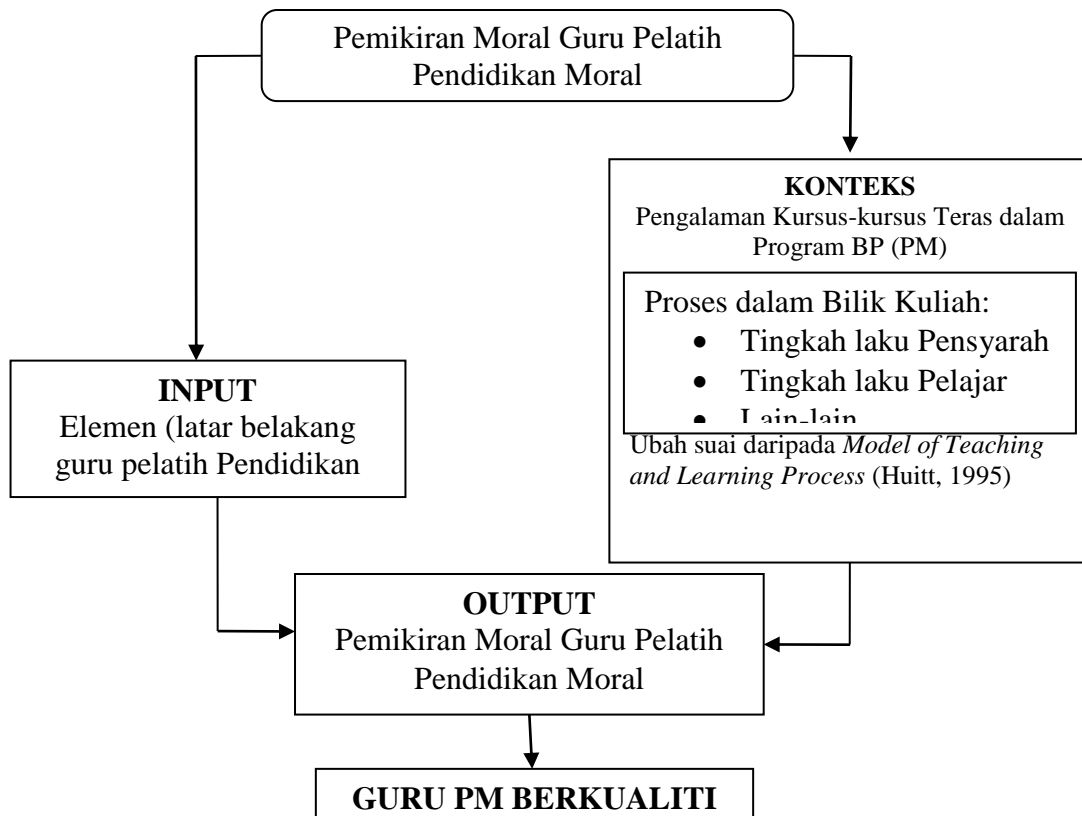 Pemikiran Moral Guru Pelatih
Pendidikan Moral
KONTEKS
Pengalaman Kursus-kursus Teras dalam
Program BP (PM)
Proses dalam Bilik Kuliah:
• Tingkah laku Pensyarah
• Tingkah laku Pelajar
• Lain-lain
Ubah suai daripada Model of Teaching
and Learning Process (Huitt, 1995)
INPUT
Elemen (latar belakang
guru pelatih Pendidikan
OUTPUT
Pemikiran Moral Guru Pelatih
Pendidikan Moral
GURU PM BERKUALITI